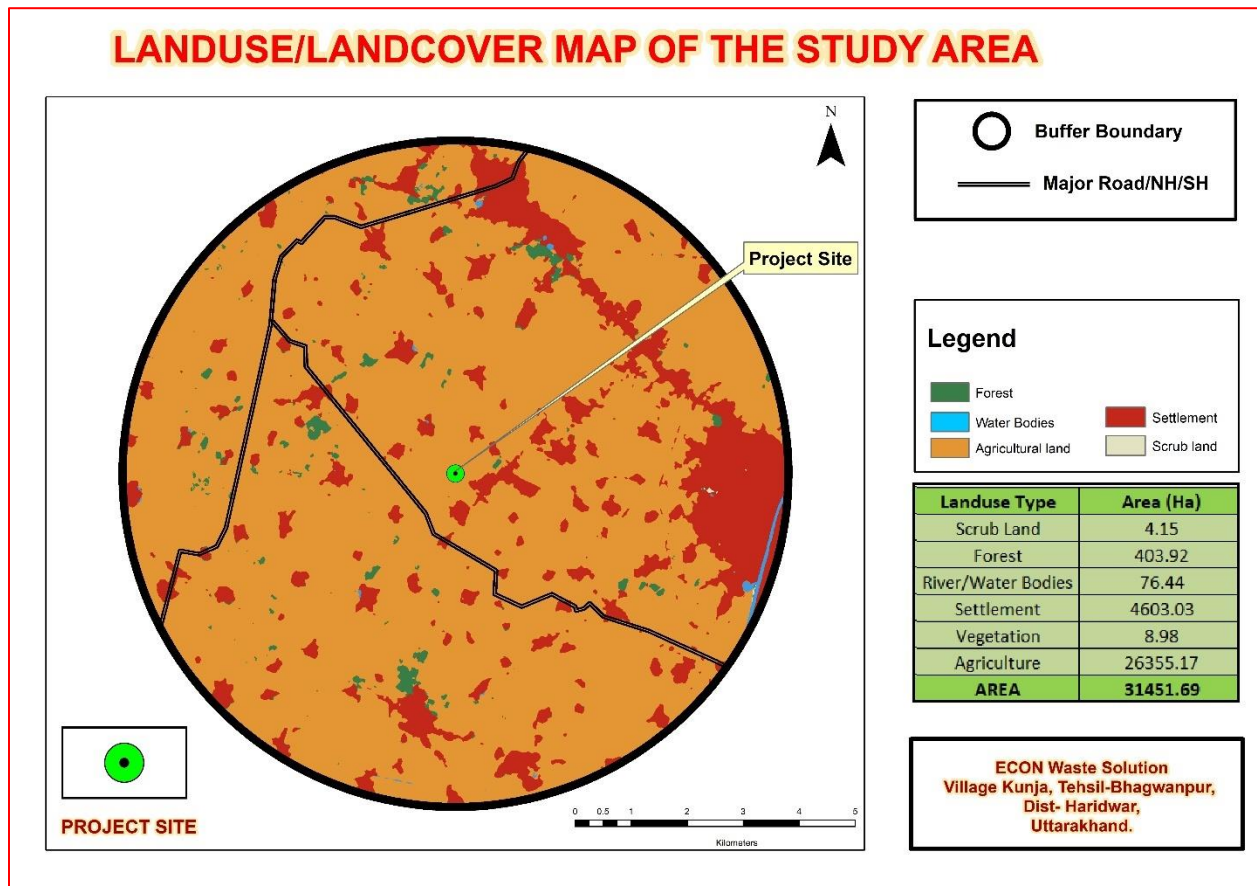 LANDUSE/LANDCOVER MAP OF THE STUDY AREA
N
Project Site
PROJECT SITE
0 0.5 1 2 3 4 5
Kilometers
Buffer Boundary
Major Road/NH/SH
Legend
Forest
Water Bodies
Agricultural land
Settlement
Scrub land
Landuse Type Area (Ha)
Scrub Land 4.15
Forest 403.92
River/Water Bodies 76.44
Settlement 4603.03
Vegetation 8.98
Agriculture 26355.17
AREA 31451.69
ECON Waste Solution
Village Kunja, Tehsil-Bhagwanpur,
Dist- Haridwar,
Uttarakhand.